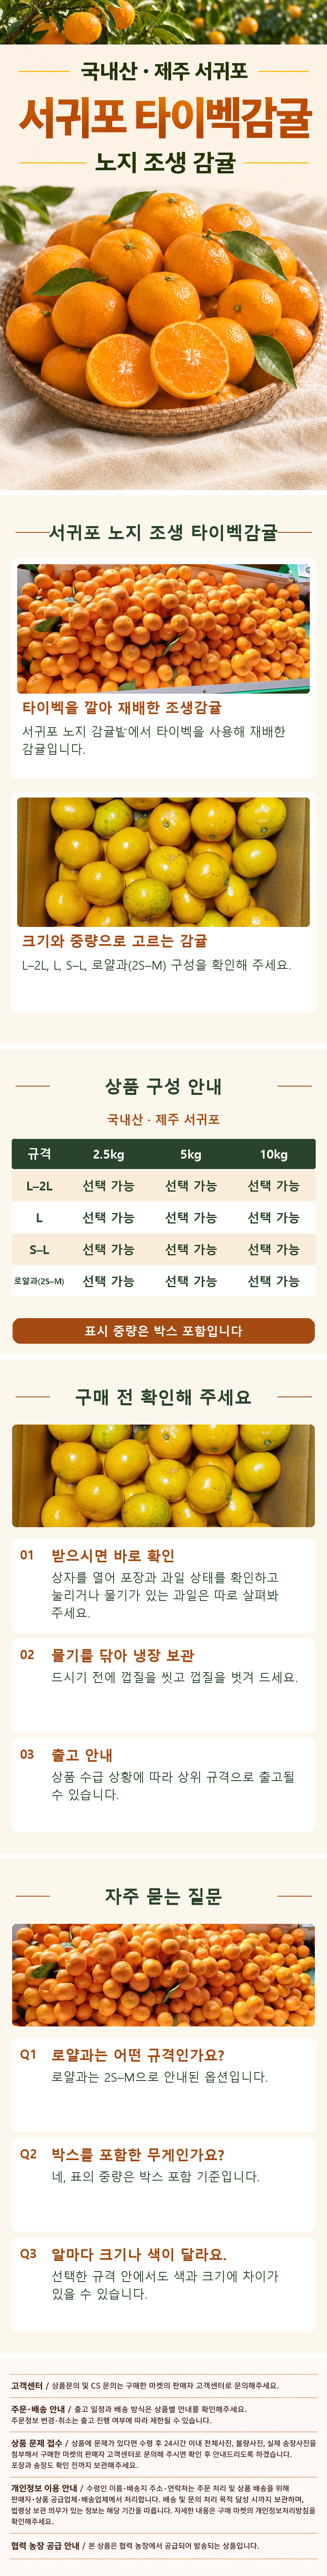 국내산 · 제주 서귀포
서귀포 타이벡감귤
노지 조생 감귤
서귀포 노지 조생 타이벡감귤
타이벡을 깔아 재배한 조생감귤
서귀포 노지 감귤밭에서 타이벡을 사용해 재배한
감귤입니다.
크기와 중량으로 고르는 감귤
L–2L, L, S–L, 로얄과(2S–M) 구성을 확인해 주세요.
상품 구성 안내
국내산 · 제주 서귀포
규격 2.5kg 5kg 10kg
L–2L 선택 가능 선택 가능 선택 가능
L 선택 가능 선택 가능 선택 가능
S–L 선택 가능 선택 가능 선택 가능
로얄과(2S–M) 선택 가능 선택 가능 선택 가능
표시 중량은 박스 포함입니다
구매 전 확인해 주세요
01 받으시면 바로 확인
상자를 열어 포장과 과일 상태를 확인하고
눌리거나 물기가 있는 과일은 따로 살펴봐
주세요.
02 물기를 닦아 냉장 보관
드시기 전에 껍질을 씻고 껍질을 벗겨 드세요.
03 출고 안내
상품 수급 상황에 따라 상위 규격으로 출고될
수 있습니다.
자주 묻는 질문
Q1 로얄과는 어떤 규격인가요?
로얄과는 2S–M으로 안내된 옵션입니다.
Q2 박스를 포함한 무게인가요?
네, 표의 중량은 박스 포함 기준입니다.
Q3 알마다 크기나 색이 달라요.
선택한 규격 안에서도 색과 크기에 차이가
있을 수 있습니다.
고객센터 / 상품문의 및 CS 문의는 구매한 마켓의 판매자 고객센터로 문의해주세요.
주문·배송 안내 / 출고 일정과 배송 방식은 상품별 안내를 확인해주세요.
주문정보 변경·취소는 출고 진행 여부에 따라 제한될 수 있습니다.
상품 문제 접수 / 상품에 문제가 있다면 수령 후 24시간 이내 전체사진, 불량사진, 실제 송장사진을
첨부해서 구매한 마켓의 판매자 고객센터로 문의해 주시면 확인 후 안내드리도록 하겠습니다.
포장과 송장도 확인 전까지 보관해주세요.
개인정보 이용 안내 / 수령인 이름·배송지 주소·연락처는 주문 처리 및 상품 배송을 위해
판매자·상품 공급업체·배송업체에서 처리합니다. 배송 및 문의 처리 목적 달성 시까지 보관하며,
법령상 보관 의무가 있는 정보는 해당 기간을 따릅니다. 자세한 내용은 구매 마켓의 개인정보처리방침을
확인해주세요.
협력 농장 공급 안내 / 본 상품은 협력 농장에서 공급되어 발송되는 상품입니다.